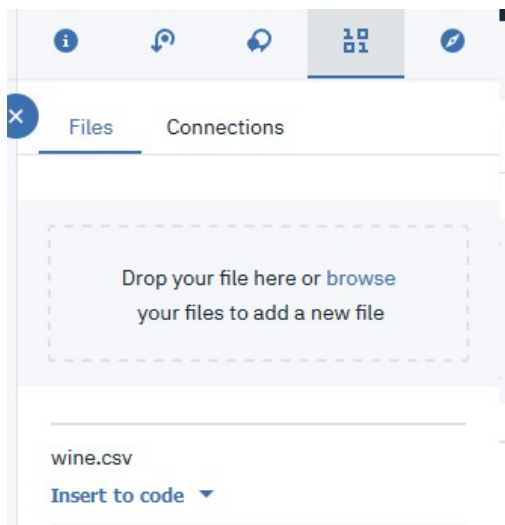 Files Connections
Drop your file here or browse
your files to add a new file
wine.csv
Insert to code